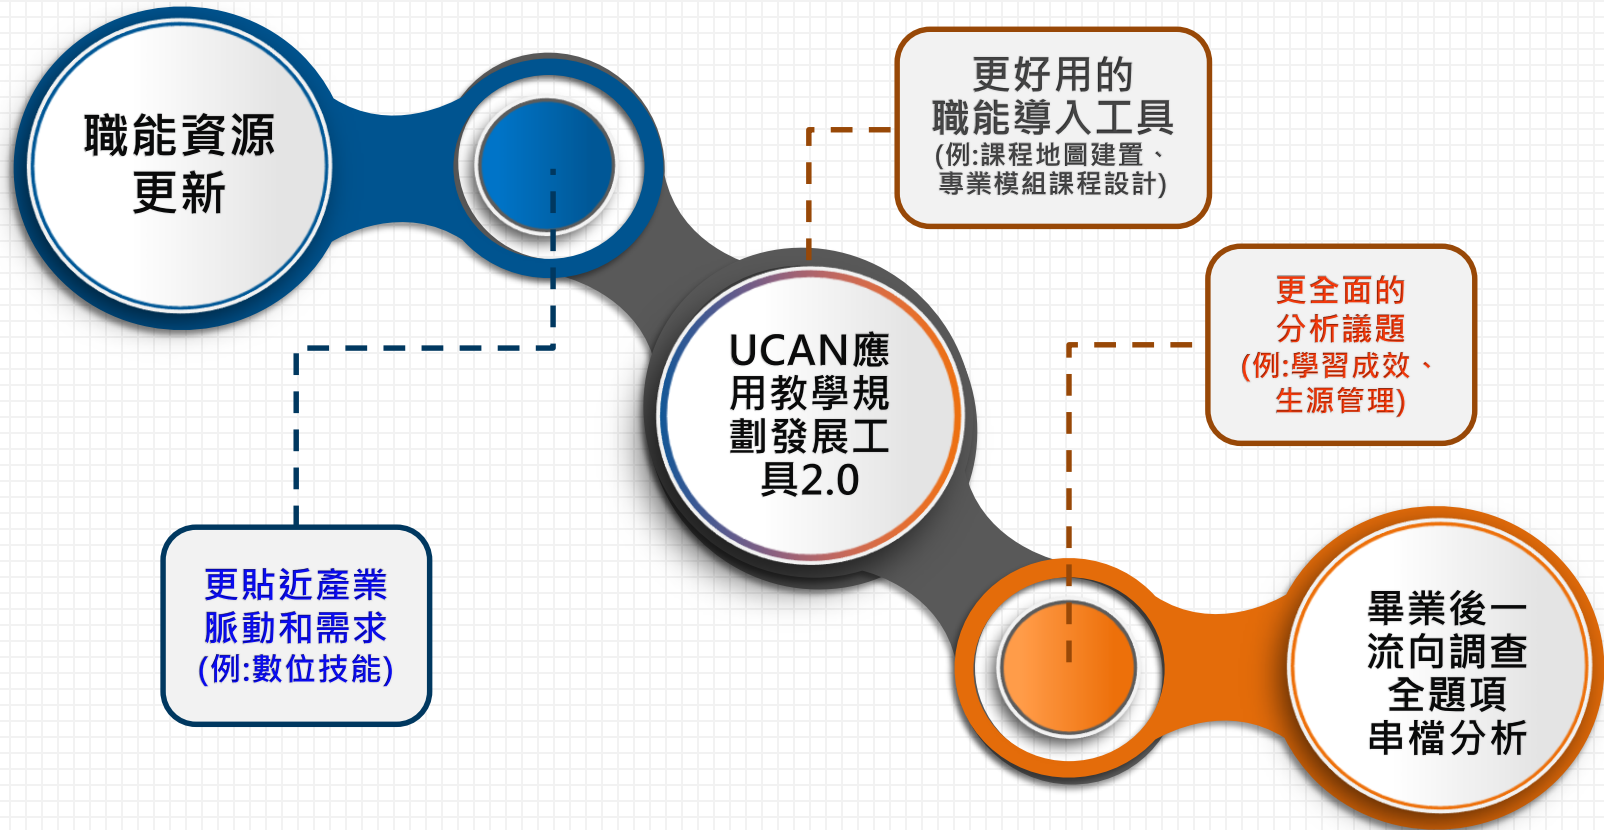 職能資源
更新
更好用的
職能導入工具
(例:課程地圖建置、
專業模組課程設計)
更全面的
分析議題
(例:學習成效、
生源管理)
UCAN應
用教學規
劃發展工
具2.0
更貼近產業
脈動和需求
(例:數位技能)
畢業後一
流向調查
全題項
串檔分析